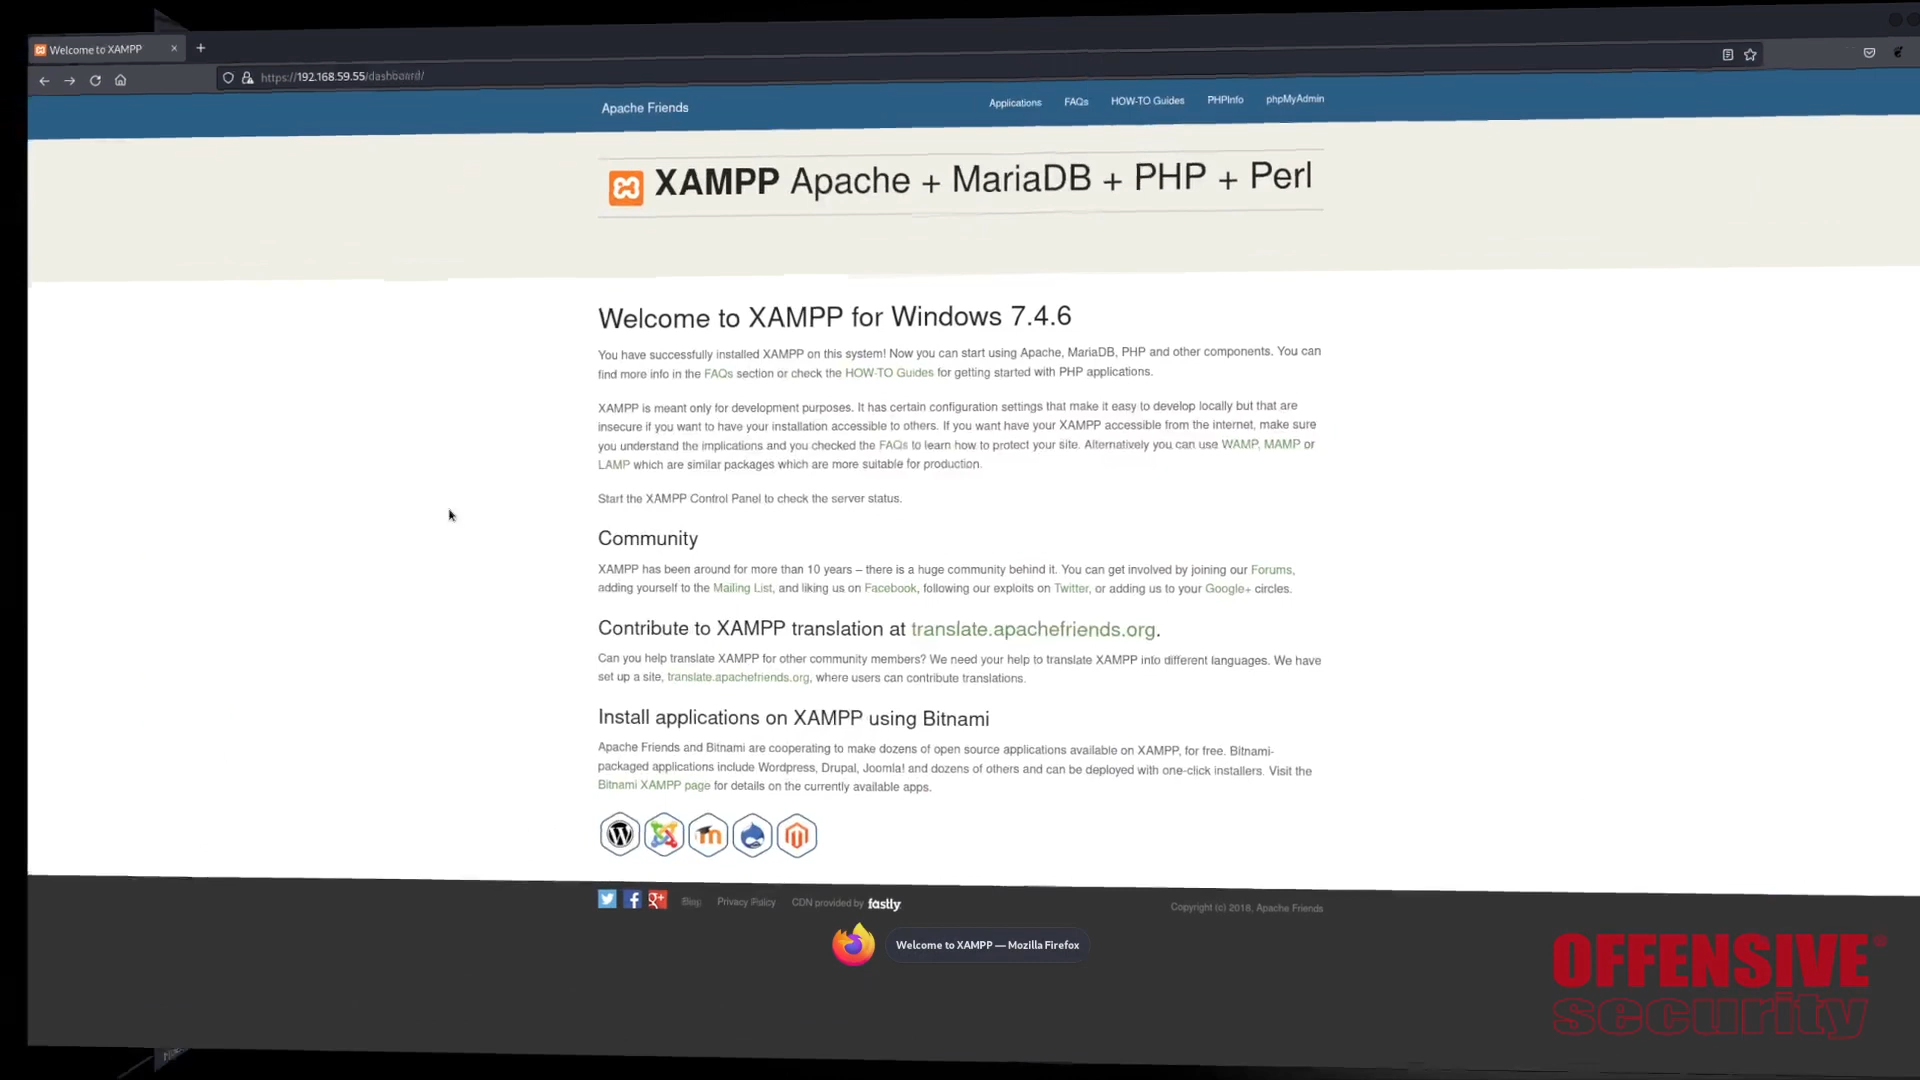 Welcome to XAMPP
https://192.168.59.55/dashboard/
Apache Friends
Applications
FAQs
HOW-TO Guides
PHPInfo
phpMyAdmin
XAMPP Apache + MariaDB + PHP + Perl
Welcome to XAMPP for Windows 7.4.6
You have successfully installed XAMPP on this system! Now you can start using Apache, MariaDB, PHP and other components. You can
find more info in the FAQs section or check the HOW-TO Guides for getting started with PHP applications.
XAMPP is meant only for development purposes. It has certain configuration settings that make it easy to develop locally but that are
insecure if you want to have your installation accessible to others. If you want have your XAMPP accessible from the internet, make sure
you understand the implications and you checked the FAQs to learn how to protect your site. Alternatively you can use WAMP, MAMP or
LAMP which are similar packages which are more suitable for production.
Start the XAMPP Control Panel to check the server status.
Community
XAMPP has been around for more than 10 years – there is a huge community behind it. You can get involved by joining our Forums,
adding yourself to the Mailing List, and liking us on Facebook, following our exploits on Twitter, or adding us to your Google+ circles.
Contribute to XAMPP translation at translate.apachefriends.org.
Can you help translate XAMPP for other community members? We need your help to translate XAMPP into different languages. We have
set up a site, translate.apachefriends.org, where users can contribute translations.
Install applications on XAMPP using Bitnami
Apache Friends and Bitnami are cooperating to make dozens of open source applications available on XAMPP, for free. Bitnami-
packaged applications include Wordpress, Drupal, Joomla! and dozens of others and can be deployed with one-click installers. Visit the
Bitnami XAMPP page for details on the currently available apps.
Blog
Privacy Policy
CDN provided by fastly
Copyright (c) 2018, Apache Friends
Welcome to XAMPP — Mozilla Firefox
OFFENSIVE®
security